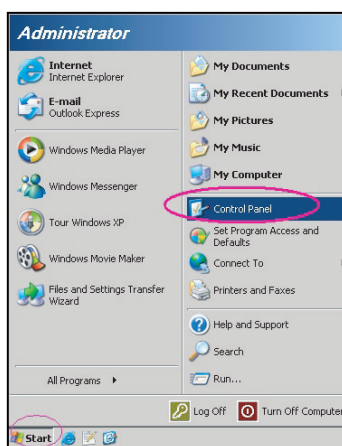 Administrator
Internet
Internet Explorer
E-mail
Outlook Express
Windows Media Player
Windows Messenger
Tour Windows XP
Windows Movie Maker
Files and Settings Transfer
Wizard
All Programs
My Documents
My Recent Documents
My Pictures
My Music
My Computer
Control Panel
Set Program Access and
Defaults
Connect To
Printers and Faxes
Help and Support
Search
Run...
Log Off
Turn Off Computer
Start